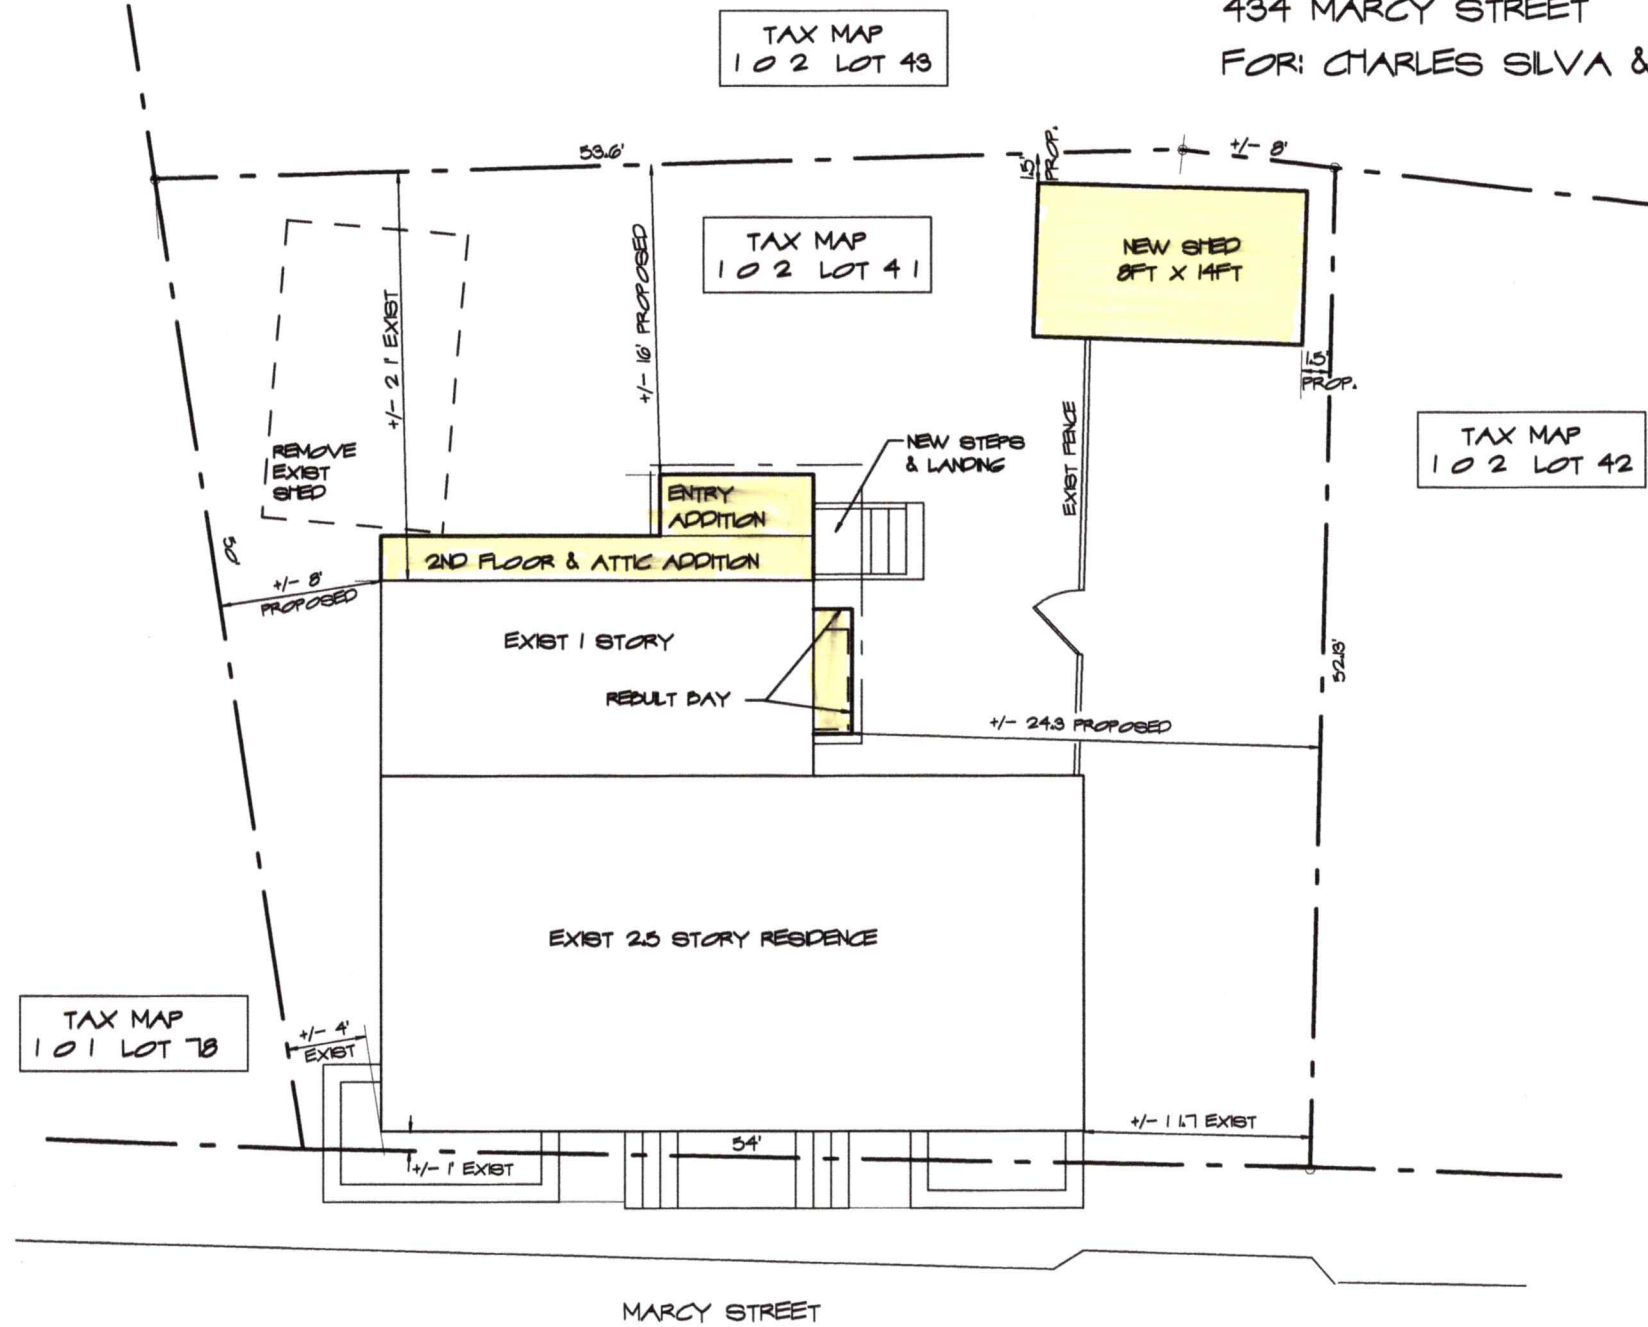 434 MARCY STREET
FOR: CHARLES SILVA &
TAX MAP
102 LOT 43
53.6'
1.5'
PROP.
+/- 8'
TAX MAP
102 LOT 41
NEW SHED
8FT X 14FT
+/- 21' EXIST
+/- 16' PROPOSED
1.5'
PROP.
REMOVE
EXIST
SHED
NEW STEPS
& LANDING
EXIST FENCE
TAX MAP
102 LOT 42
ENTRY
ADDITION
2ND FLOOR & ATTIC ADDITION
50'
+/- 8'
PROPOSED
EXIST 1 STORY
REBULT BAY
52.13'
+/- 24.3 PROPOSED
EXIST 2.5 STORY RESIDENCE
TAX MAP
101 LOT 78
+/- 4'
EXIST
+/- 11.7 EXIST
54'
+/- 1' EXIST
MARCY STREET